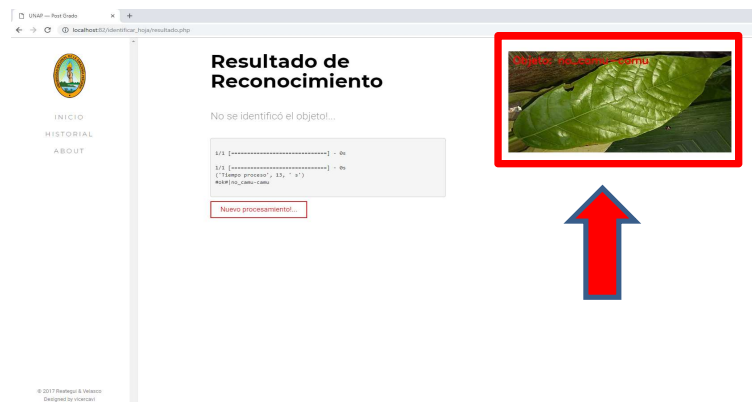 UNAP — Post Grado
localhost:82/identificar_hoja/resultado.php
INICIO
HISTORIAL
ABOUT
Resultado de
Reconocimiento
No se identificó el objeto!...
1/1 [==============================] - 0s
1/1 [==============================] - 0s
('Tiempo proceso', 13, ' s')
#ok#|no_camu-camu
Nuevo procesamiento!...
Objeto no_camu-camu
© 2017 Reategui & Velasco
Designed by vicercavi